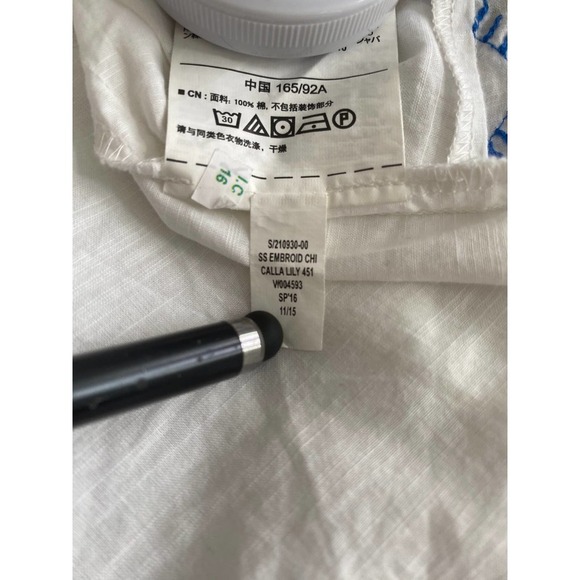 中国 165/92A
■ CN: 面料: 100% 棉, 不包括装饰部分
30
P
请与同类色衣物洗涤, 干燥
S/210930-00
SS EMBROID CHI
CALLA LILY 451
W004593
SP'16
11/15